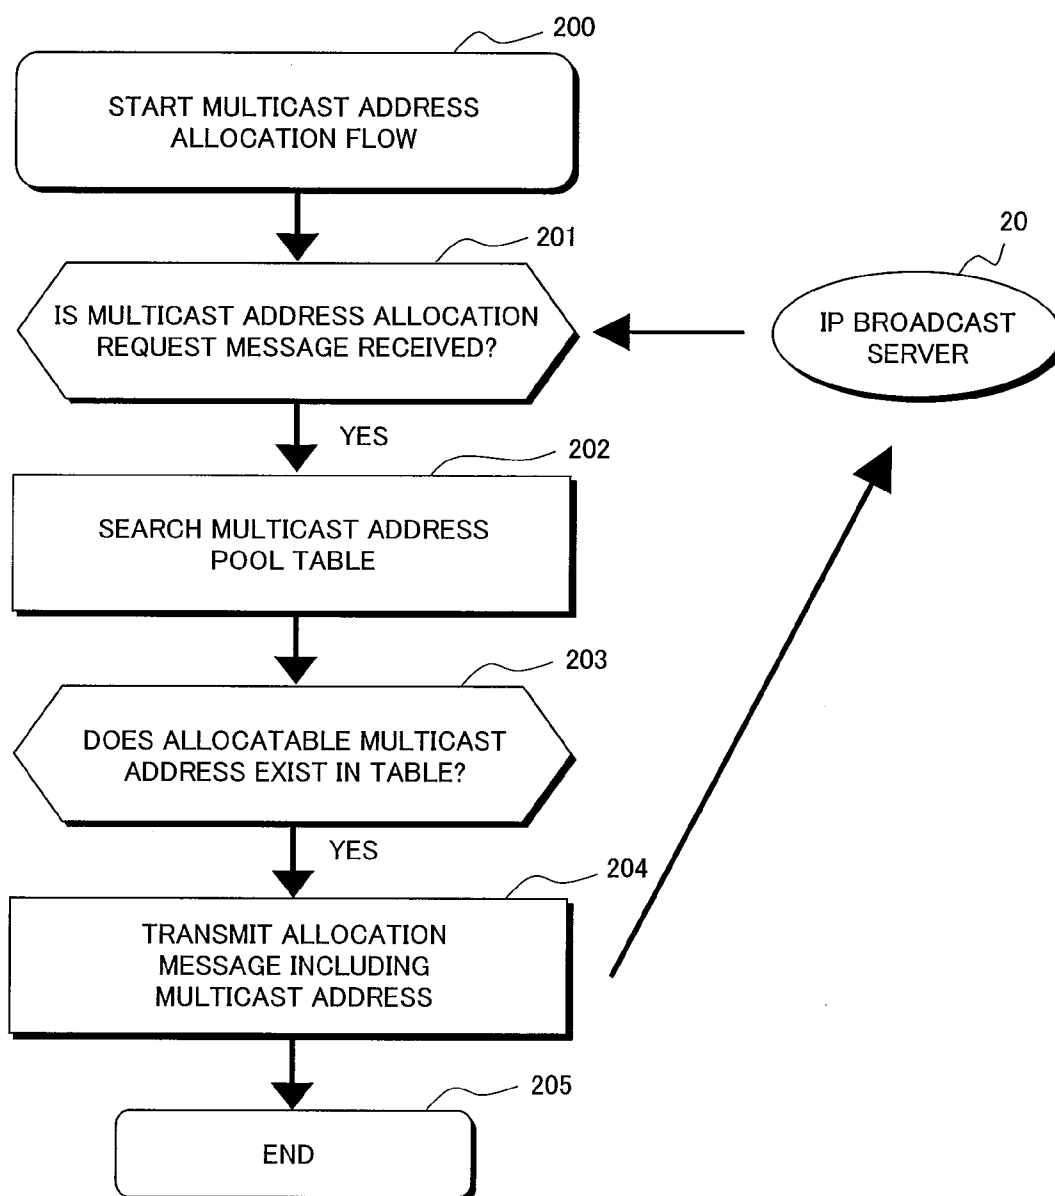 200
START MULTICAST ADDRESS
ALLOCATION FLOW
201
IS MULTICAST ADDRESS ALLOCATION
REQUEST MESSAGE RECEIVED?
20
IP BROADCAST
SERVER
YES
202
SEARCH MULTICAST ADDRESS
POOL TABLE
203
DOES ALLOCATABLE MULTICAST
ADDRESS EXIST IN TABLE?
YES
204
TRANSMIT ALLOCATION
MESSAGE INCLUDING
MULTICAST ADDRESS
205
END